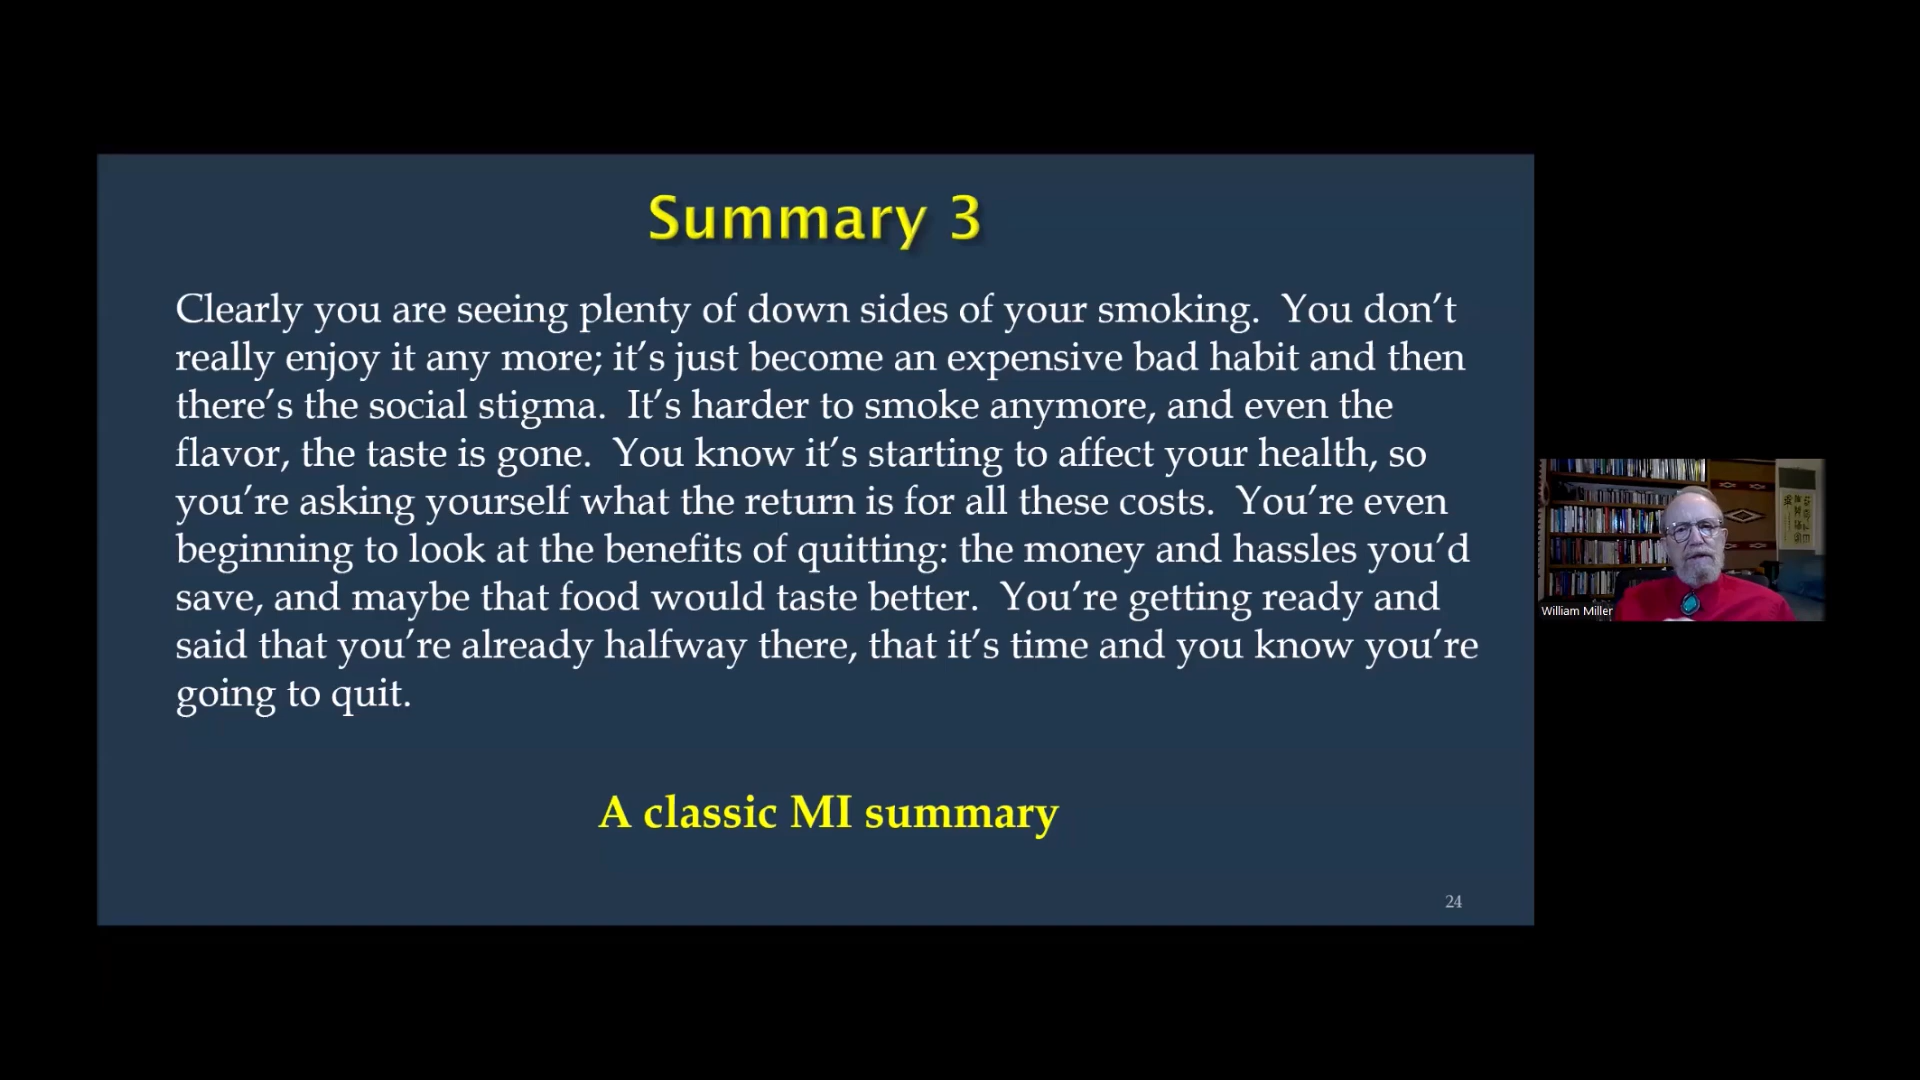 Summary 3
Clearly you are seeing plenty of down sides of your smoking.  You don’t
really enjoy it any more; it’s just become an expensive bad habit and then
there’s the social stigma.  It’s harder to smoke anymore, and even the
flavor, the taste is gone.  You know it’s starting to affect your health, so
you’re asking yourself what the return is for all these costs.  You’re even
beginning to look at the benefits of quitting: the money and hassles you’d
save, and maybe that food would taste better.  You’re getting ready and
said that you’re already halfway there, that it’s time and you know you’re
going to quit.
A classic MI summary
24
William Miller